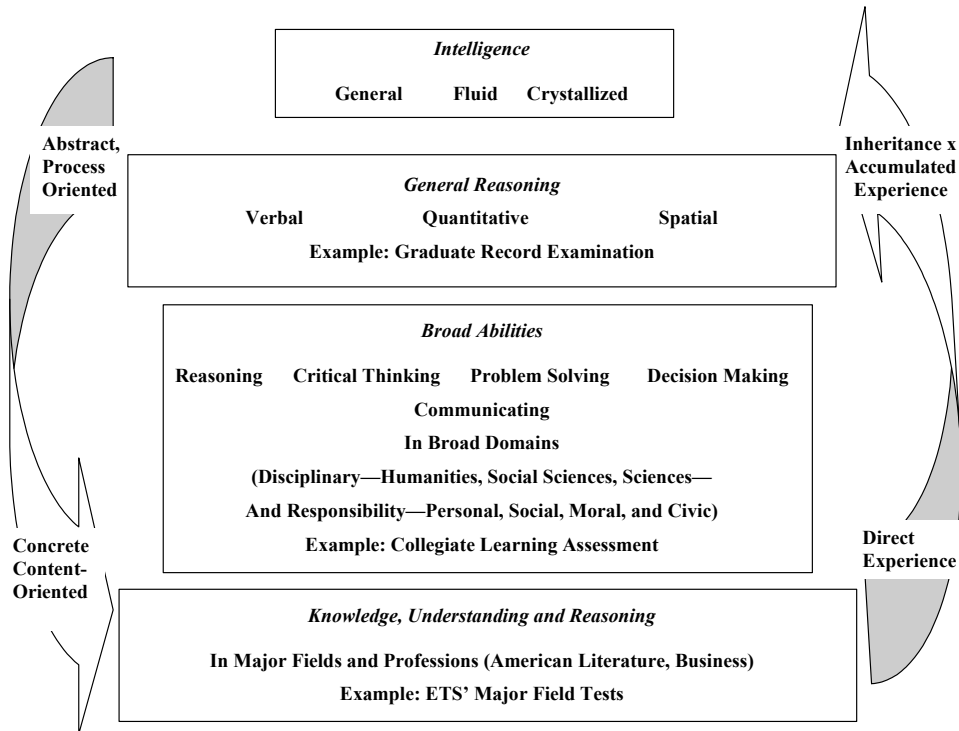 Intelligence
General Fluid Crystallized
Abstract,
Process
Oriented
Inheritance x
Accumulated
Experience
General Reasoning
Verbal Quantitative Spatial
Example: Graduate Record Examination
Broad Abilities
Reasoning Critical Thinking Problem Solving Decision Making
Communicating
In Broad Domains
(Disciplinary—Humanities, Social Sciences, Sciences—
And Responsibility—Personal, Social, Moral, and Civic)
Example: Collegiate Learning Assessment
Concrete
Content-
Oriented
Direct
Experience
Knowledge, Understanding and Reasoning
In Major Fields and Professions (American Literature, Business)
Example: ETS’ Major Field Tests